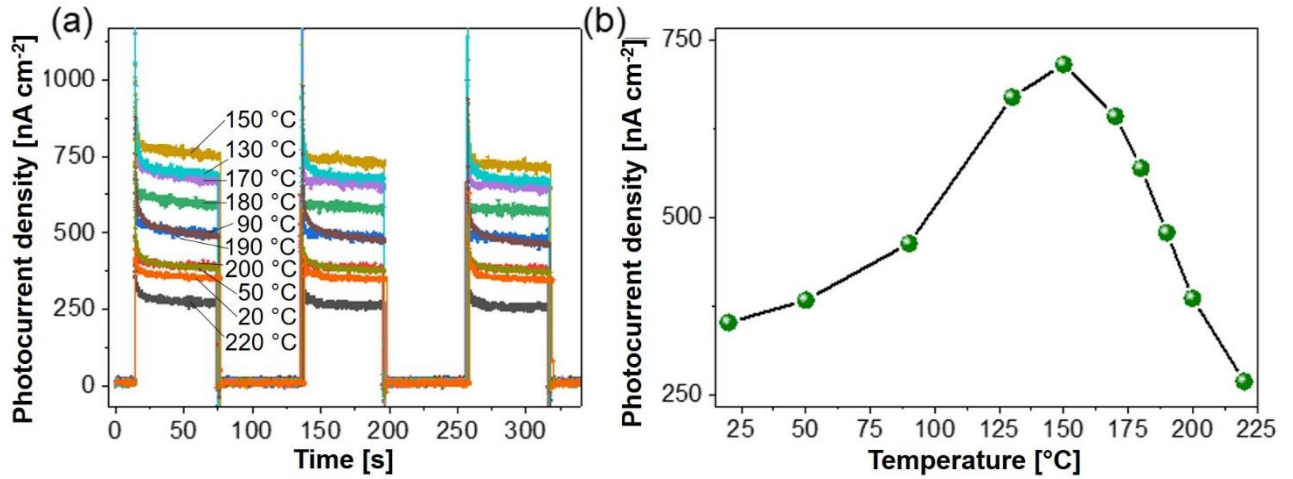 (a)
Photocurrent density [nA cm⁻²]
1000
750
500
250
0
150 °C
130 °C
170 °C
180 °C
90 °C
190 °C
200 °C
50 °C
20 °C
220 °C
0 50 100 150 200 250 300
Time [s]
(b)
Photocurrent density [nA cm⁻²]
750
500
250
25 50 75 100 125 150 175 200 225
Temperature [°C]